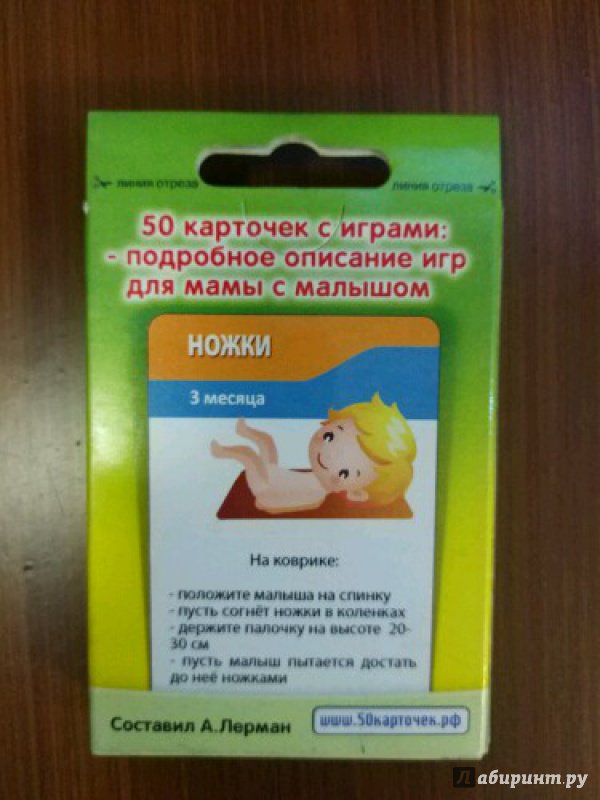 линия отреза линия отреза
50 карточек с играми:
- подробное описание игр
для мамы с малышом
НОЖКИ
3 месяца
На коврике:
- положите малыша на спинку
- пусть согнёт ножки в коленках
- держите палочку на высоте 20-
30 см
- пусть малыш пытается достать
до неё ножками
Составил А.Лерман www.50карточек.рф
Лабиринт.ру